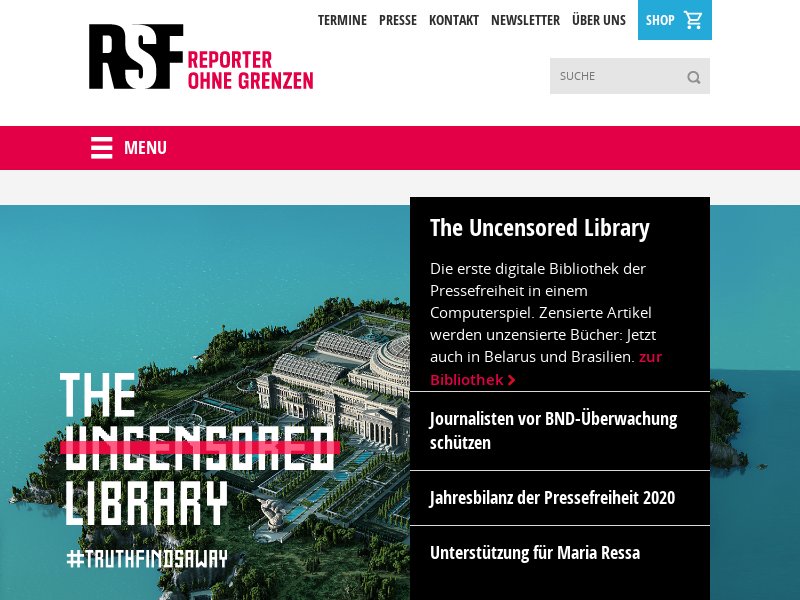 TERMINE PRESSE KONTAKT NEWSLETTER ÜBER UNS SHOP
RSF REPORTER
OHNE GRENZEN
SUCHE
MENU
The Uncensored Library
Die erste digitale Bibliothek der
Pressefreiheit in einem
Computerspiel. Zensierte Artikel
werden unzensierte Bücher: Jetzt
auch in Belarus und Brasilien. zur
Bibliothek
Journalisten vor BND-Überwachung
schützen
Jahresbilanz der Pressefreiheit 2020
Unterstützung für Maria Ressa
THE
UNCENSORED
LIBRARY
#TRUTHFINDSAWAY